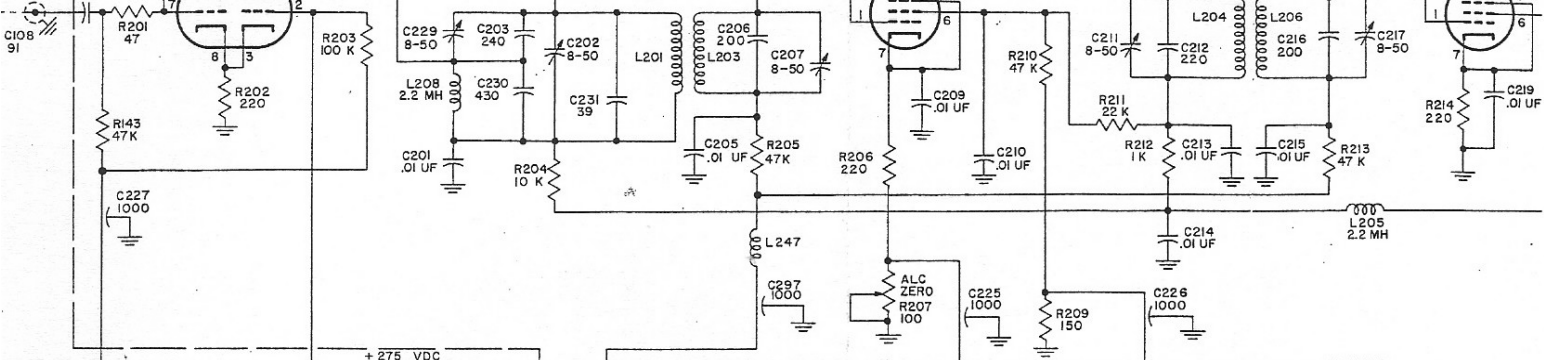 C108
91
R201
47
7
2
8
3
R203
100 K
R202
220
R143
47K
C227
1000
C229
8-50
C203
240
C202
8-50
L208
2.2 MH
C230
430
C231
39
C201
.01 UF
R204
10 K
L201
L203
C206
200
C207
8-50
C205
.01 UF
R205
47K
L247
C297
1000
1
6
7
C209
.01 UF
R206
220
ALC
ZERO
R207
100
C225
1000
C210
.01 UF
R210
47 K
R209
150
C226
1000
C211
8-50
C212
220
L204
L206
C216
200
C217
8-50
R211
22 K
R212
1K
C213
.01 UF
C215
.01 UF
R213
47 K
C214
.01 UF
L205
2.2 MH
1
6
7
R214
220
C219
.01 UF
+275 VDC